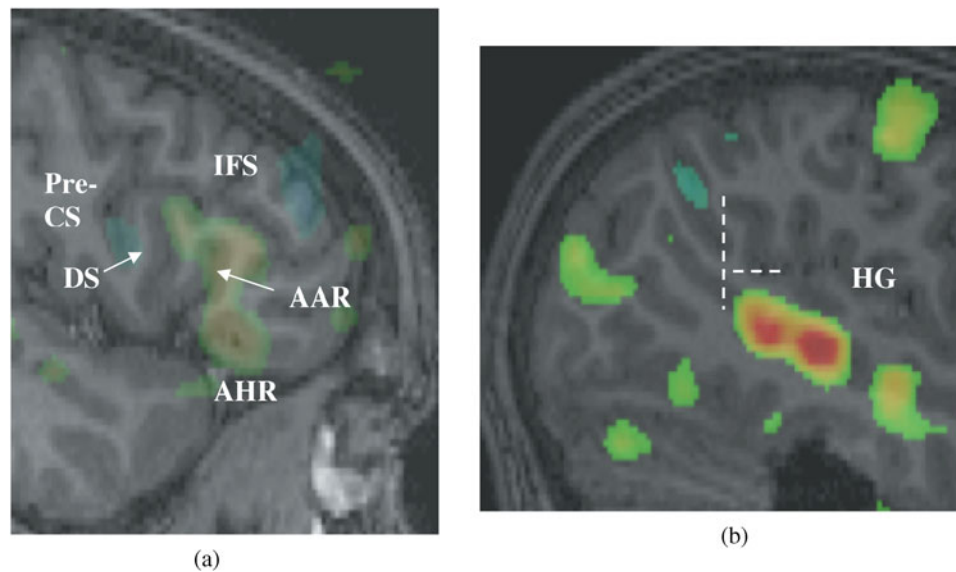 IFS
Pre-
CS
DS
AAR
AHR
(a)
HG
(b)